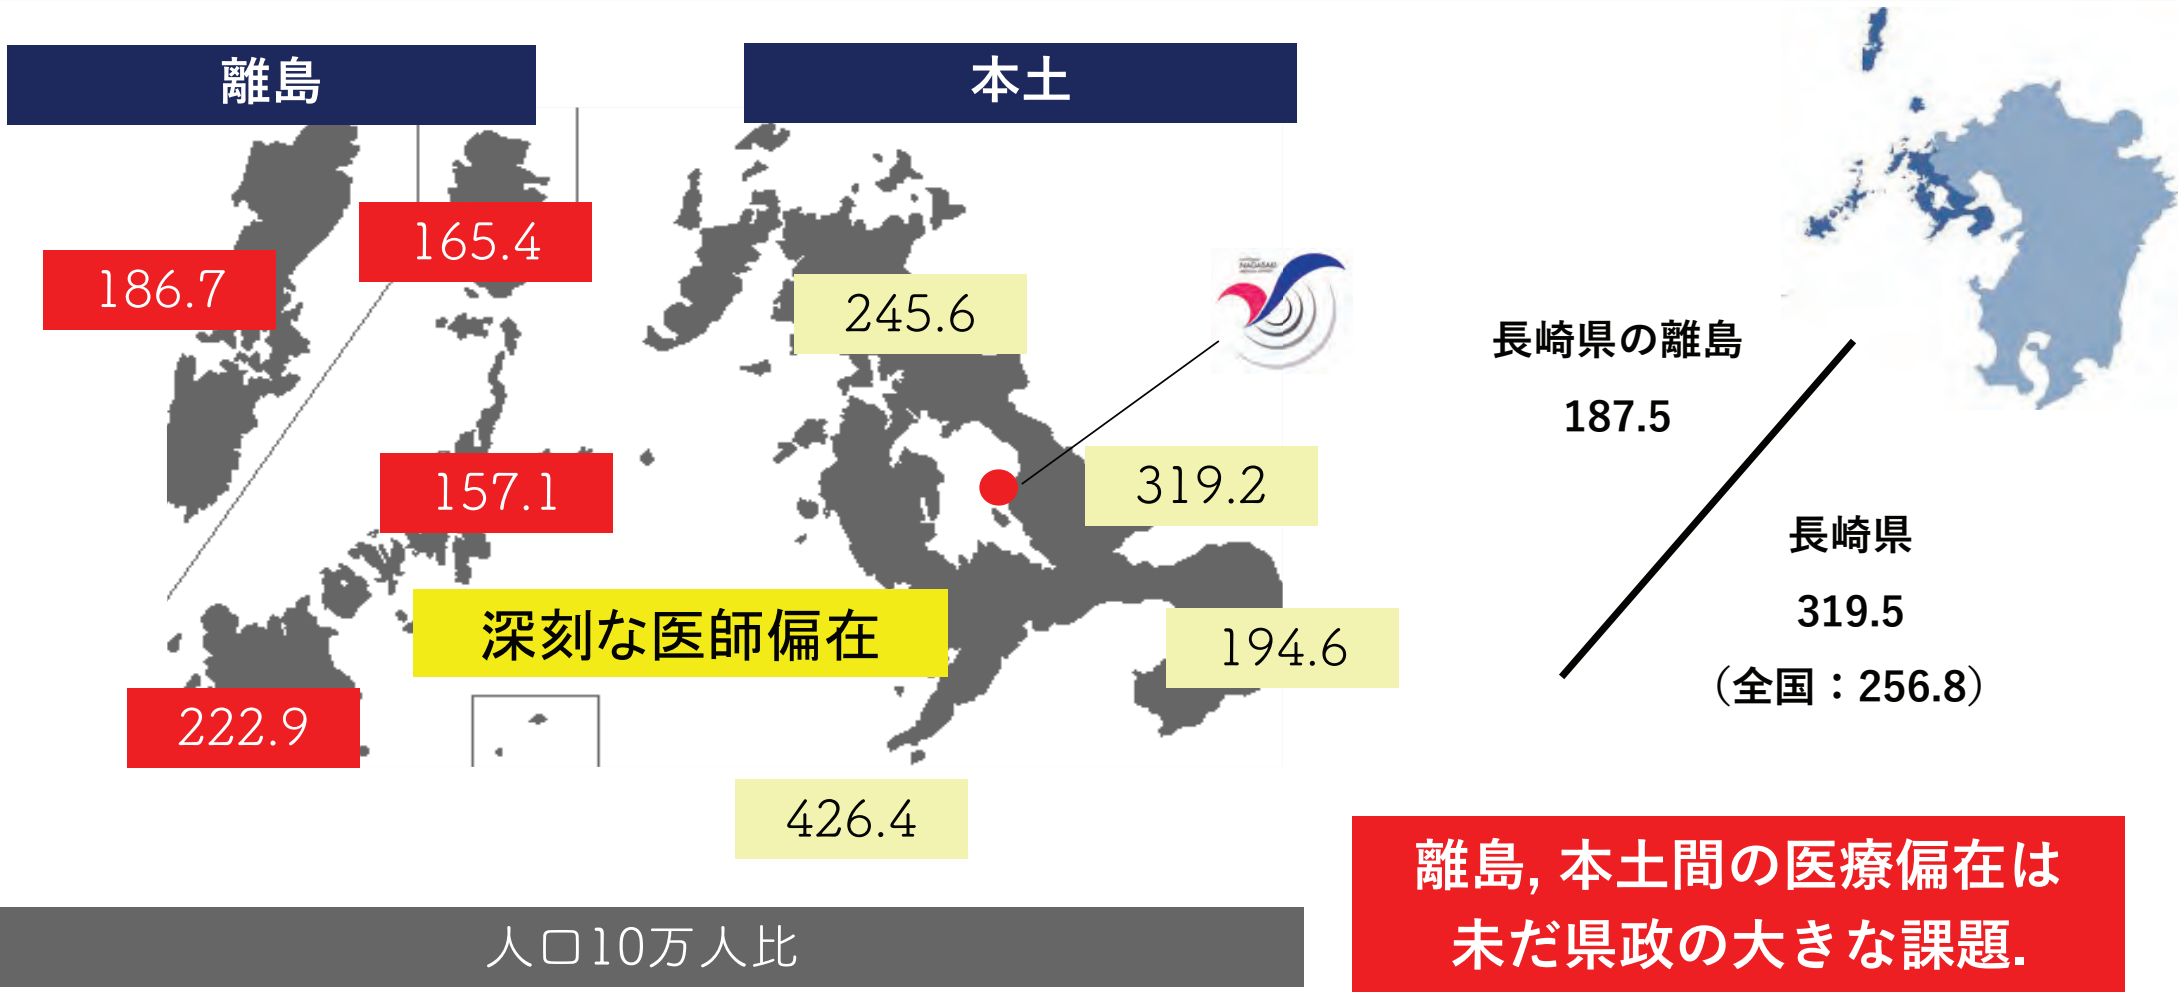 離島
本土
186.7
165.4
157.1
222.9
深刻な医師偏在
245.6
NAGASAKI
319.2
194.6
426.4
人口10万人比
長崎県の離島
187.5
長崎県
319.5
（全国：256.8）
離島, 本土間の医療偏在は
未だ県政の大きな課題.